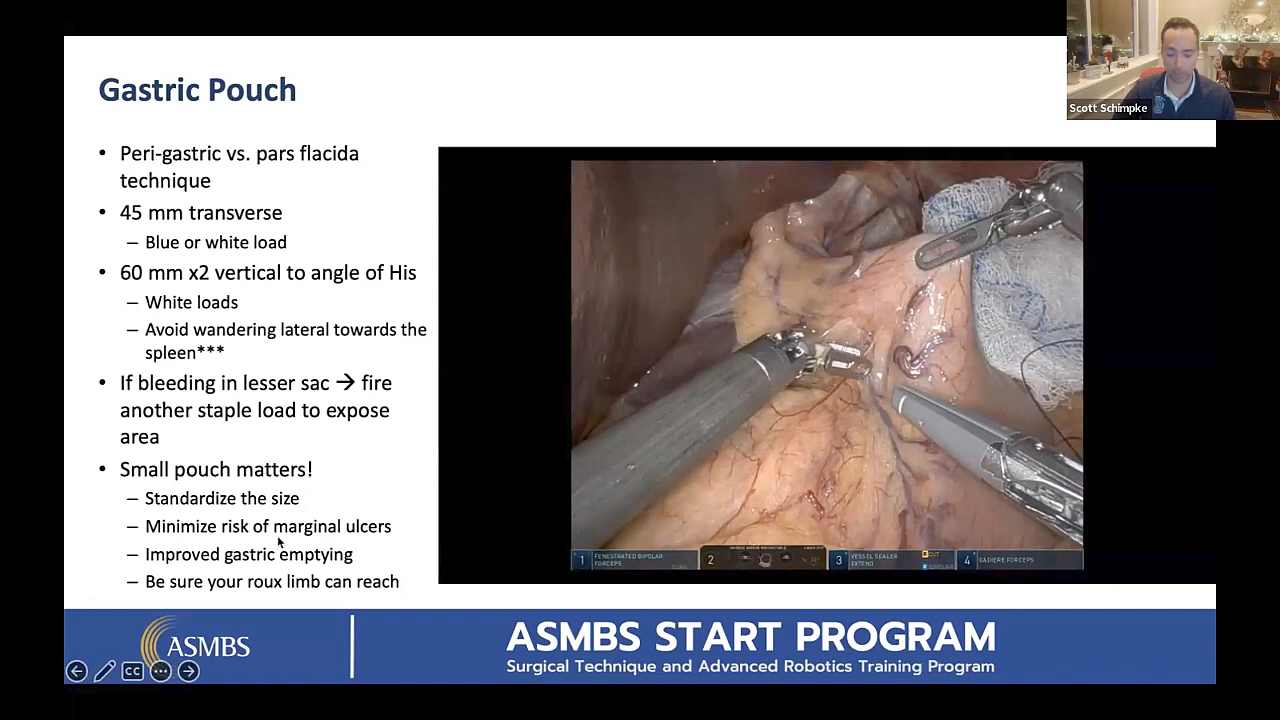 Gastric Pouch
Scott Schimpke
• Peri-gastric vs. pars flacida
technique
• 45 mm transverse
– Blue or white load
• 60 mm x2 vertical to angle of His
– White loads
– Avoid wandering lateral towards the
spleen***
• If bleeding in lesser sac → fire
another staple load to expose
area
• Small pouch matters!
– Standardize the size
– Minimize risk of marginal ulcers
– Improved gastric emptying
– Be sure your roux limb can reach
1 FENESTRATED BIPOLAR
FORCEPS
2
3 VESSEL SEALER
EXTEND
CUT
4 CADIERE FORCEPS
ASMBS
ASMBS START PROGRAM
Surgical Technique and Advanced Robotics Training Program
CC